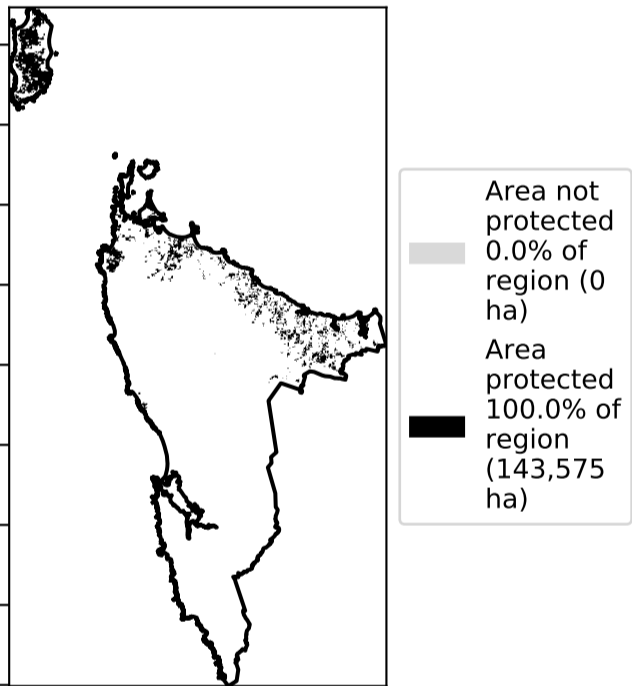 Area not
protected
0.0% of
region (0
ha)
Area
protected
100.0% of
region
(143,575
ha)